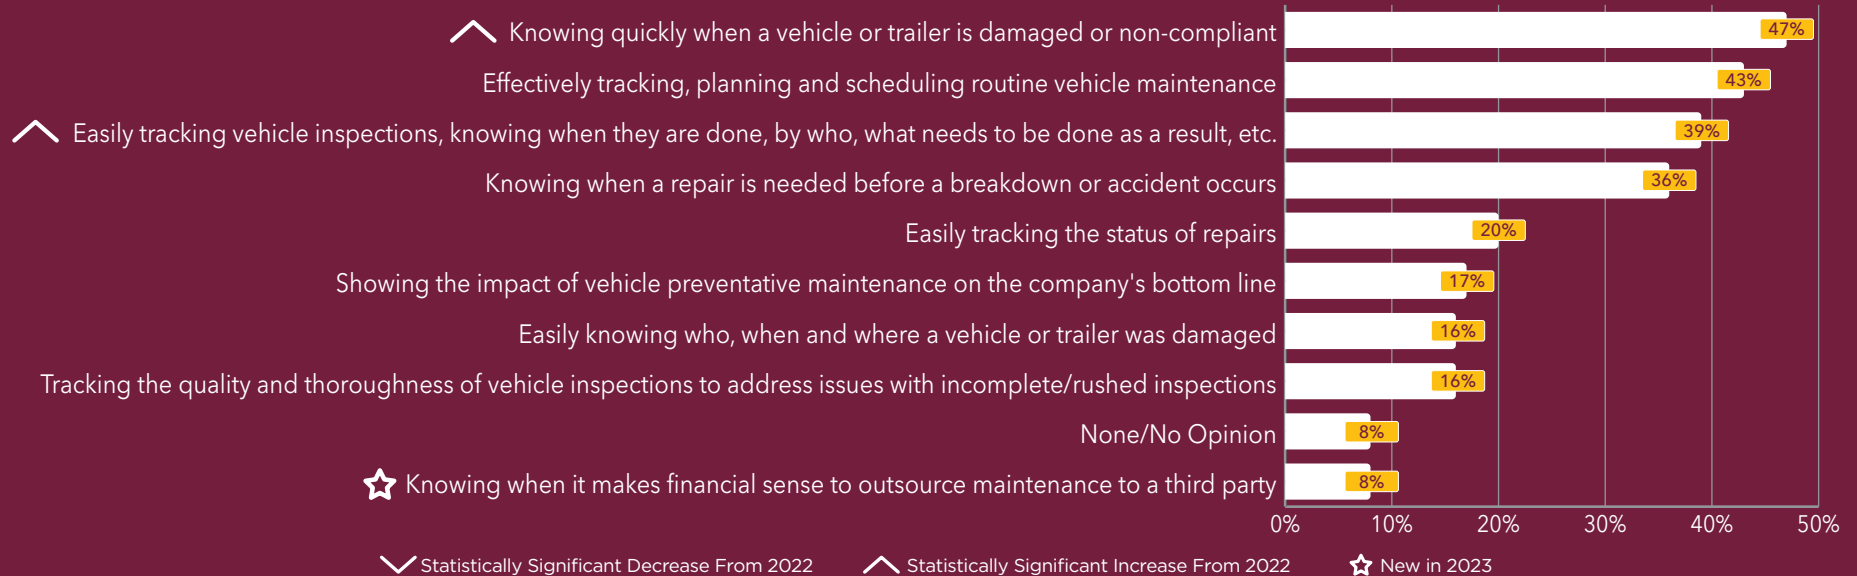 Knowing quickly when a vehicle or trailer is damaged or non-compliant 47%
Effectively tracking, planning and scheduling routine vehicle maintenance 43%
Easily tracking vehicle inspections, knowing when they are done, by who, what needs to be done as a result, etc. 39%
Knowing when a repair is needed before a breakdown or accident occurs 36%
Easily tracking the status of repairs 20%
Showing the impact of vehicle preventative maintenance on the company's bottom line 17%
Easily knowing who, when and where a vehicle or trailer was damaged 16%
Tracking the quality and thoroughness of vehicle inspections to address issues with incomplete/rushed inspections 16%
None/No Opinion 8%
Knowing when it makes financial sense to outsource maintenance to a third party 8%
0% 10% 20% 30% 40% 50%
Statistically Significant Decrease From 2022 Statistically Significant Increase From 2022 New in 2023